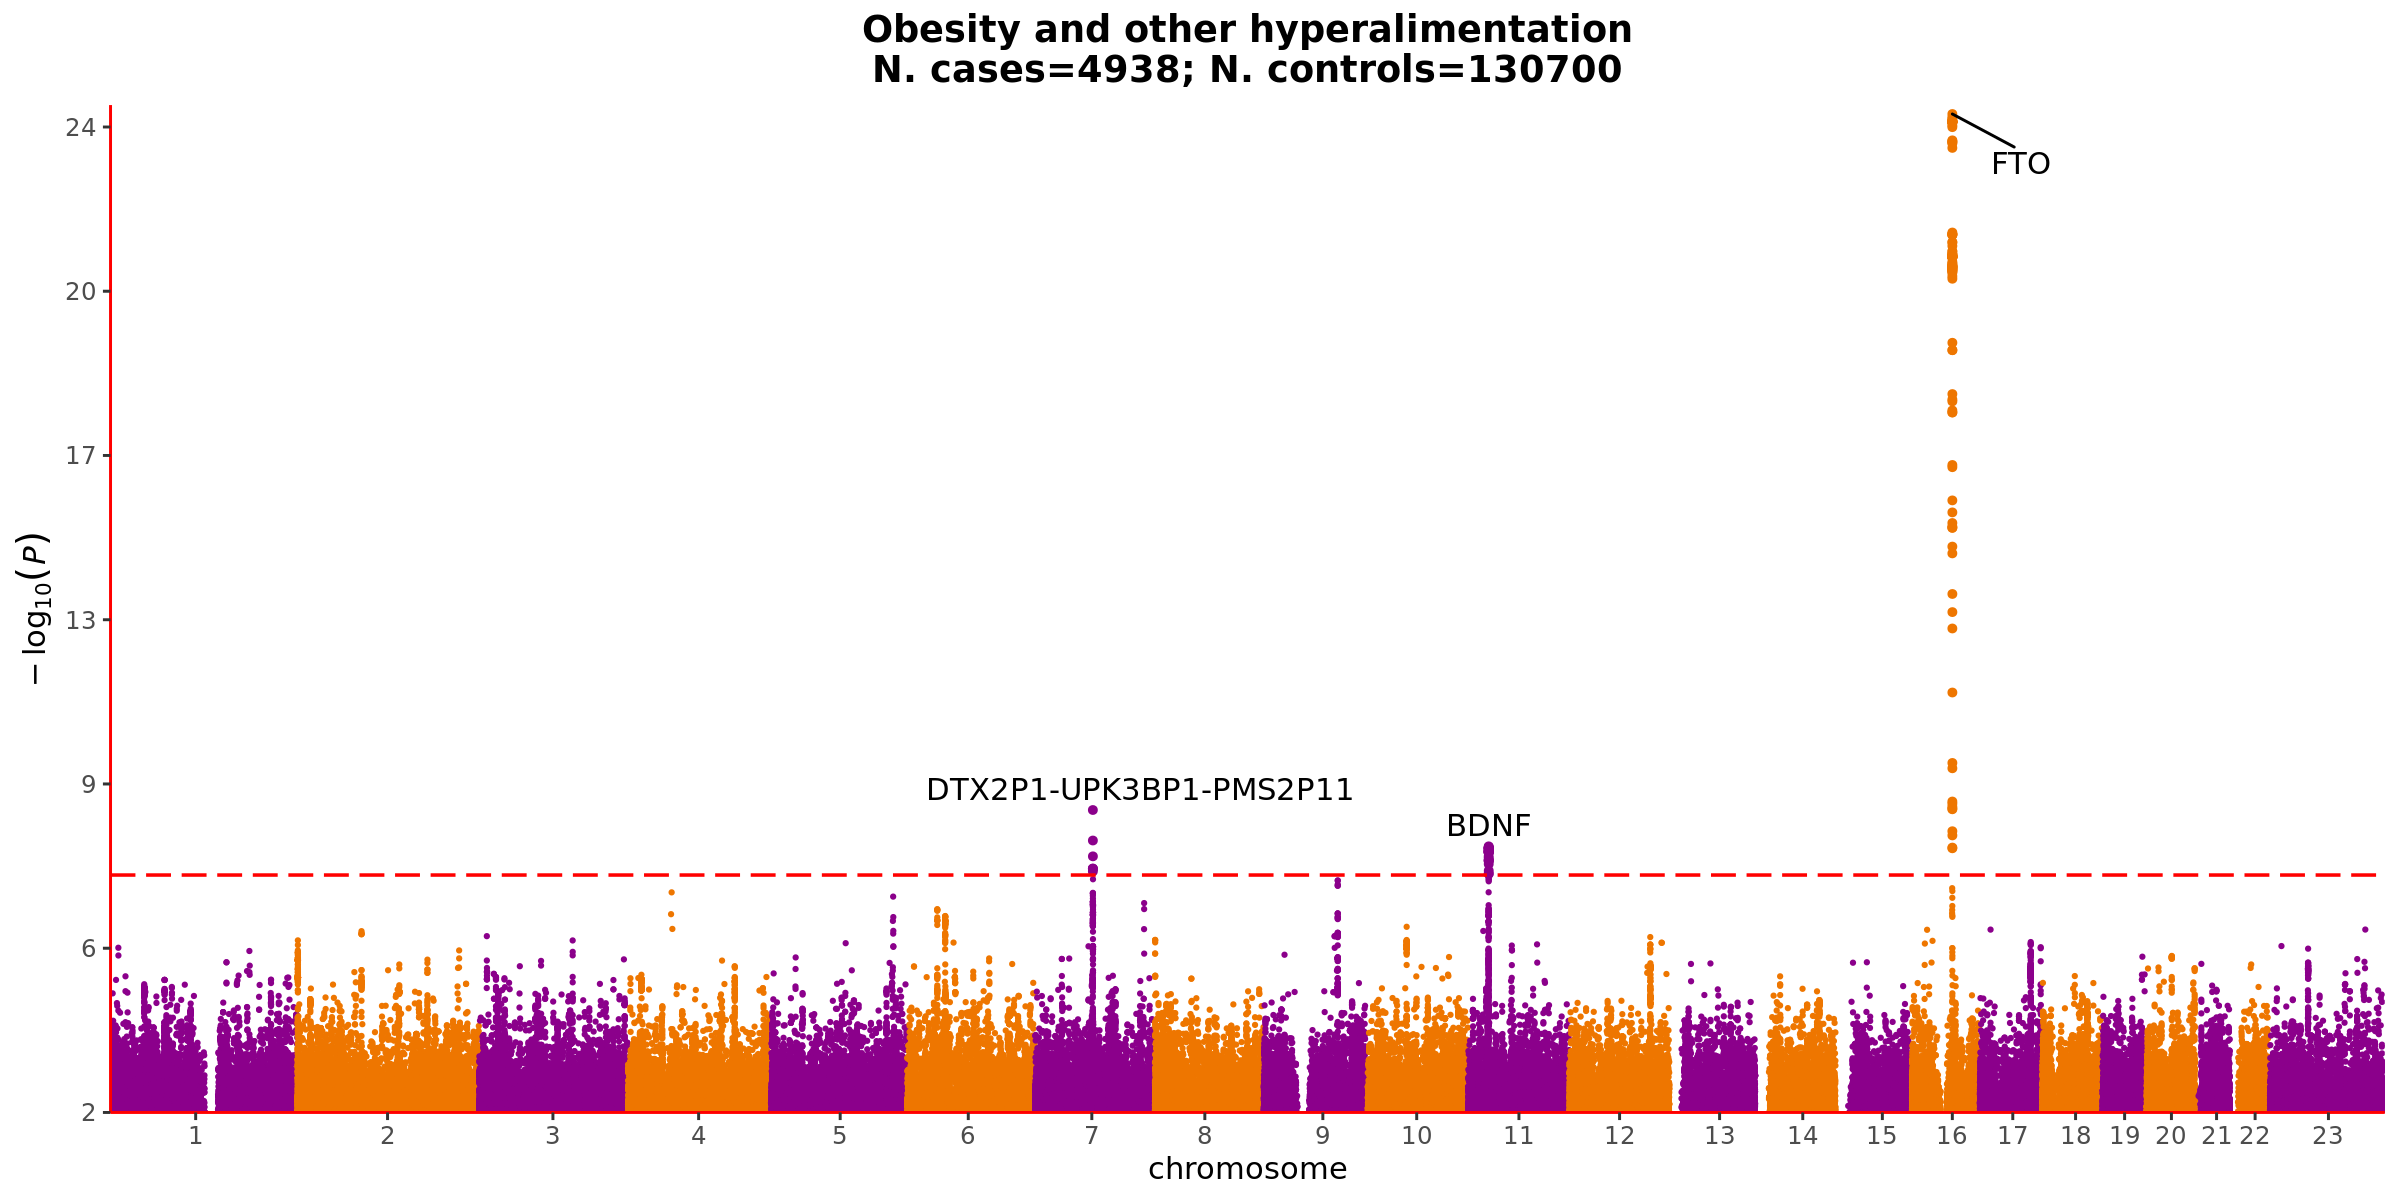 Obesity and other hyperalimentation
N. cases=4938; N. controls=130700
24
FTO
20
17
− log10(P)
13
9
DTX2P1-UPK3BP1-PMS2P11
BDNF
6
2
1 2 3 4 5 6 7 8 9 10 11 12 13 14 15 16 17 18 19 20 21 22 23
chromosome